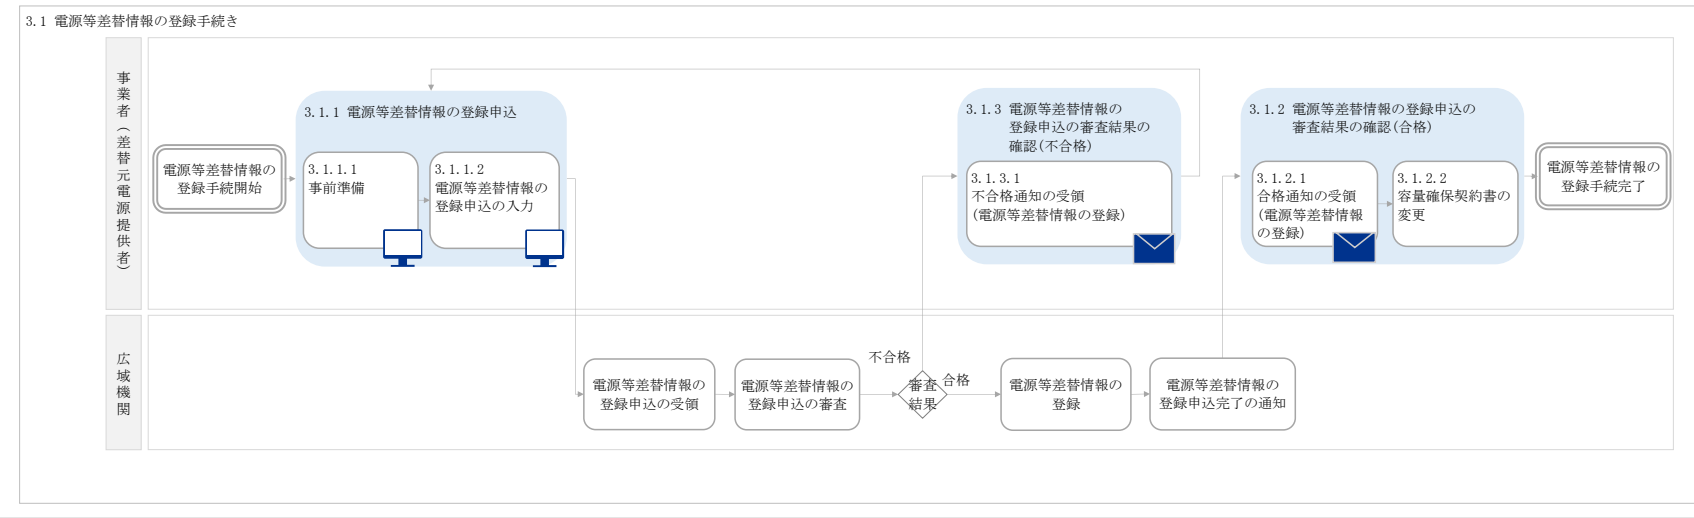 3.1 電源等差替情報の登録手続き
事業者（差替元電源提供者）
電源等差替情報の
登録手続開始
3.1.1 電源等差替情報の登録申込
3.1.1.1
事前準備
3.1.1.2
電源等差替情報の
登録申込の入力
3.1.3 電源等差替情報の
登録申込の審査結果の
確認(不合格)
3.1.3.1
不合格通知の受領
(電源等差替情報の登録)
3.1.2 電源等差替情報の登録申込の
審査結果の確認(合格)
3.1.2.1
合格通知の受領
(電源等差替情報
の登録)
3.1.2.2
容量確保契約書の
変更
電源等差替情報の
登録手続完了
広域機関
電源等差替情報の
登録申込の受領
電源等差替情報の
登録申込の審査
不合格
審査
結果
合格
電源等差替情報の
登録
電源等差替情報の
登録申込完了の通知